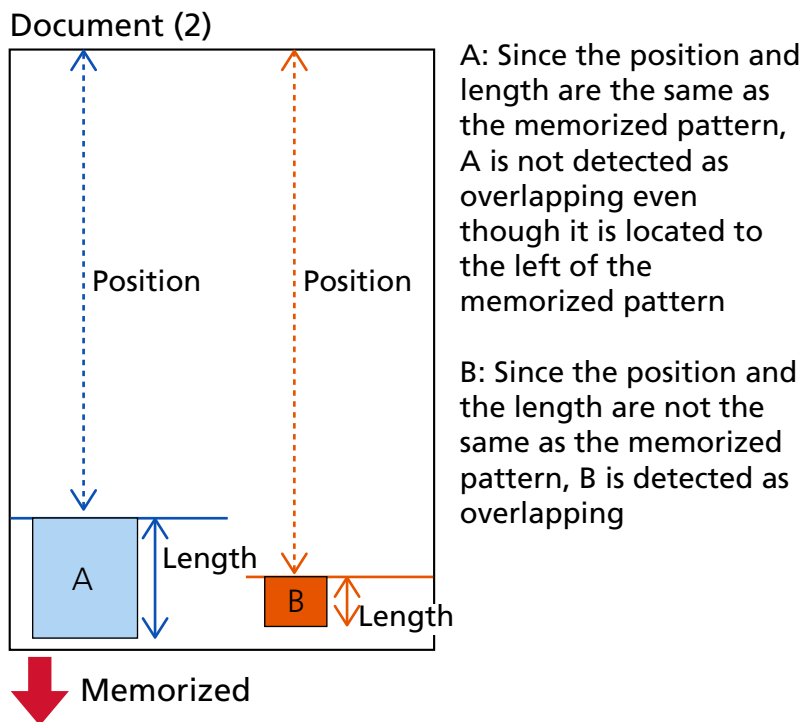 Document (2)
Position
Position
A
Length
B
Length
Memorized
A: Since the position and
length are the same as
the memorized pattern,
A is not detected as
overlapping even
though it is located to
the left of the
memorized pattern
B: Since the position and
the length are not the
same as the memorized
pattern, B is detected as
overlapping